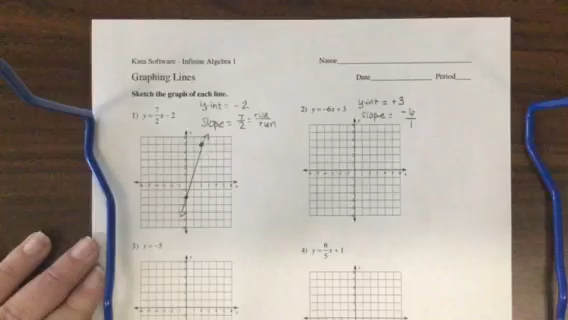 Kuta Software - Infinite Algebra 1
Name
Graphing Lines
Date Period
Sketch the graph of each line.
y-int = -2
1) y = 7/2 x - 2
slope = 7/2 = rise/run
y-int = +3
2) y = -6x + 3
slope = -6/1
3) y = -5
4) y = 6/5 x + 1